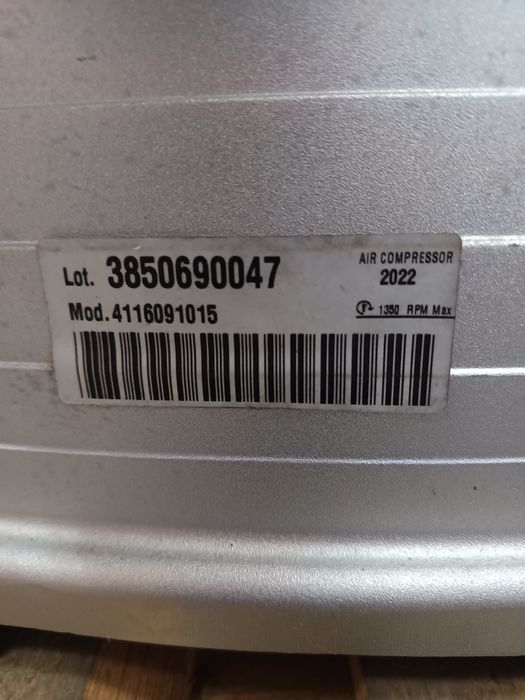 Lot. 3850690047
Mod.4116091015
AIR COMPRESSOR
2022
1350 RPM Max